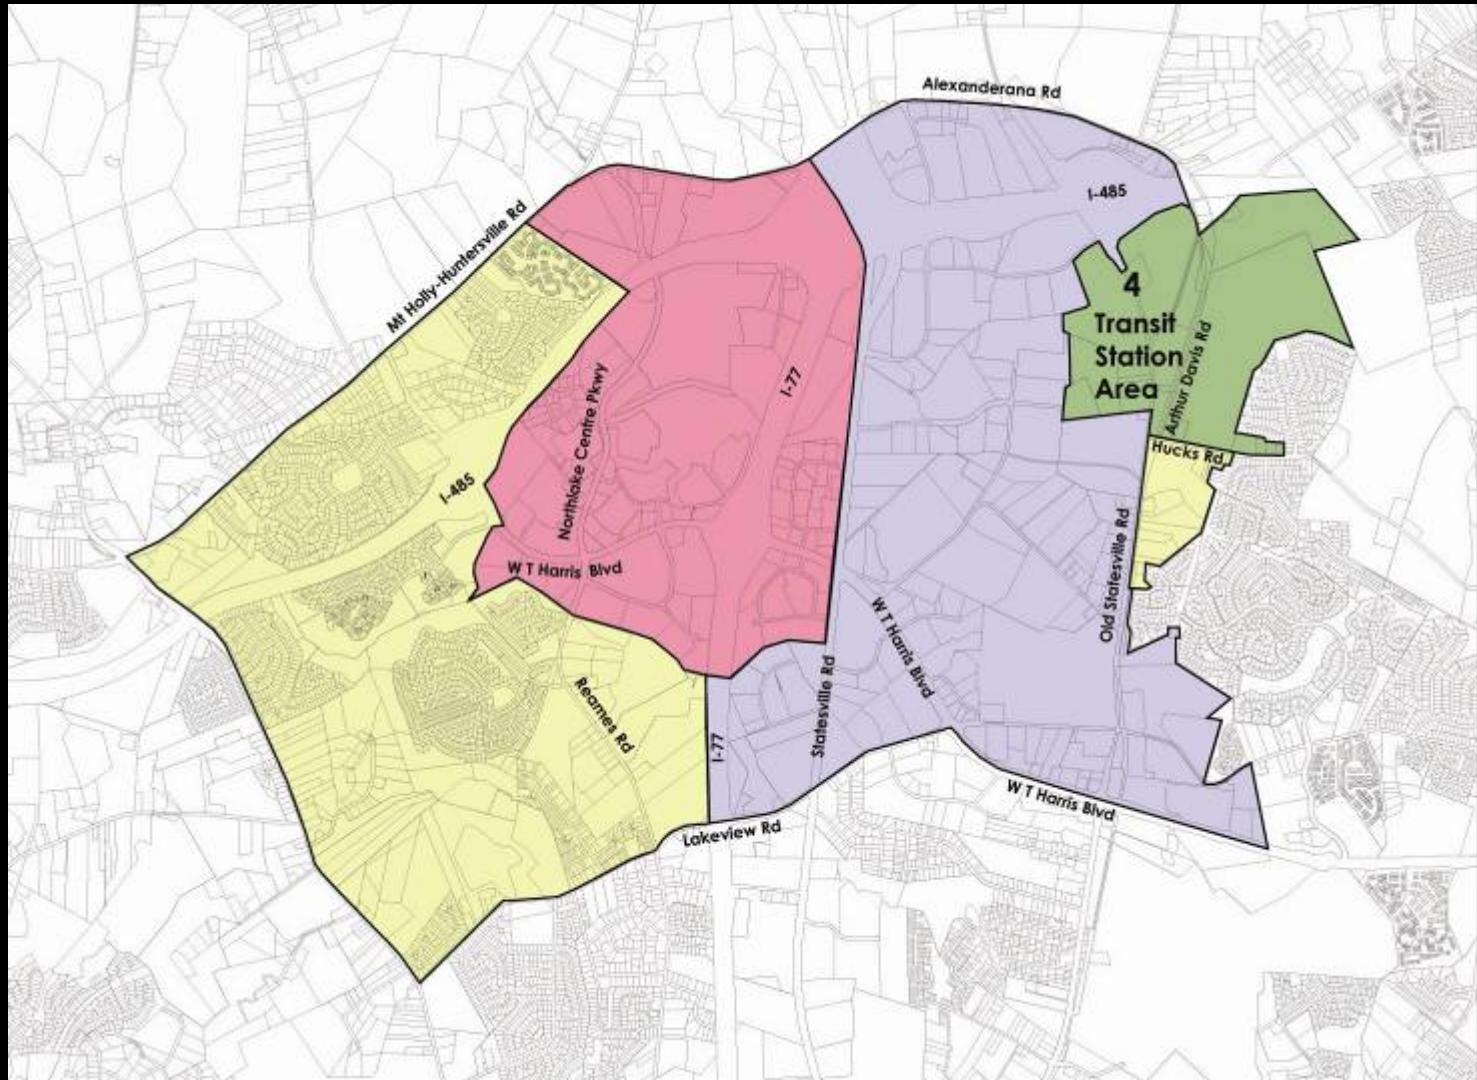 Alexanderana Rd
I-485
Mt Holly-Huntersville Rd
4
Transit
Station
Area
Arthur Davis Rd
I-77
Northlake Centre Pkwy
Hucks Rd
I-485
W T Harris Blvd
Old Statesville Rd
W T Harris Blvd
Reames Rd
Statesville Rd
I-77
W T Harris Blvd
Lakeview Rd